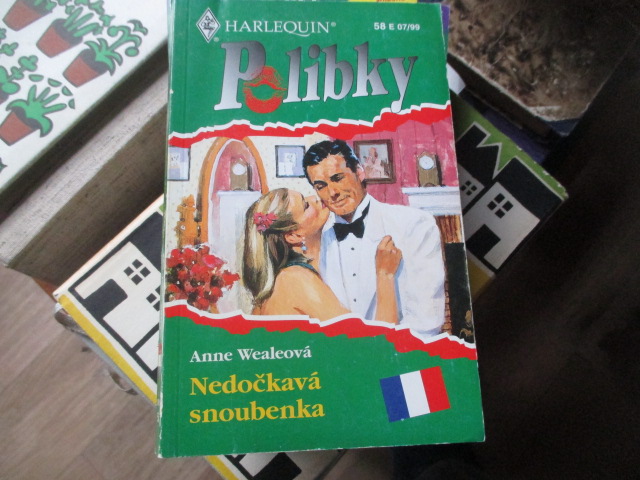 HARLEQUIN®
58 E 07/99
Polibky
Anne Wealeová
Nedočkavá
snoubenka